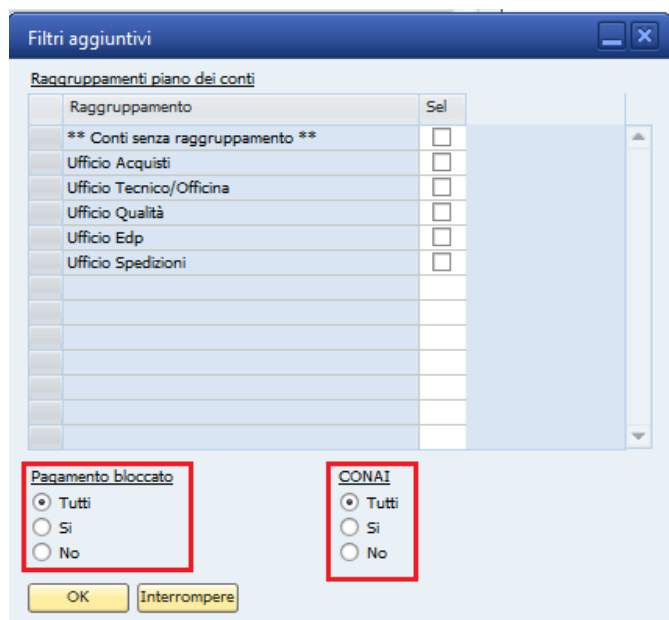 Filtri aggiuntivi
Raggruppamenti piano dei conti
Raggruppamento Sel
** Conti senza raggruppamento **
Ufficio Acquisti
Ufficio Tecnico/Officina
Ufficio Qualità
Ufficio Edp
Ufficio Spedizioni
Pagamento bloccato CONAI
Tutti Tutti
Si Si
No No
OK Interrompere